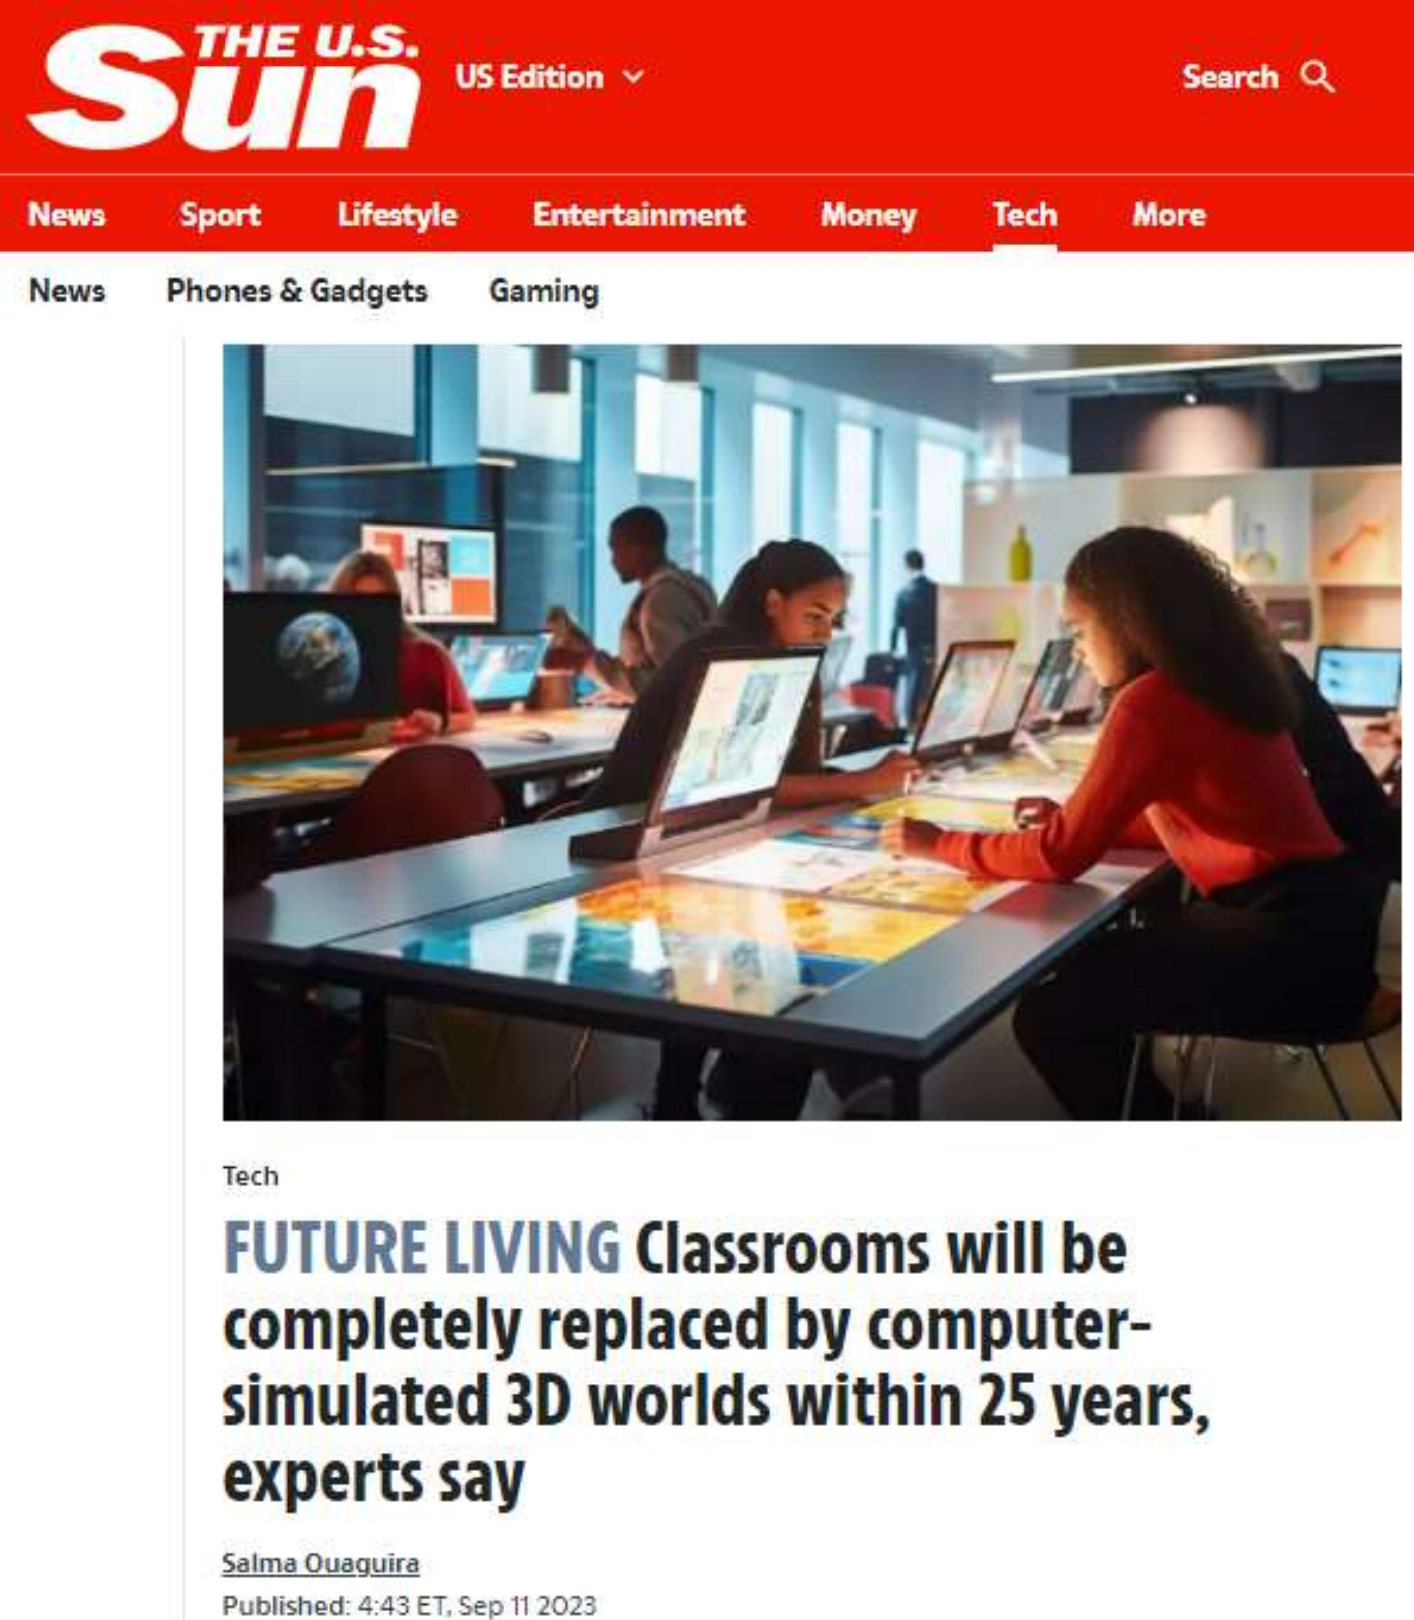 THE U.S.
Sun
US Edition
Search
News Sport Lifestyle Entertainment Money Tech More
News Phones & Gadgets Gaming
Tech
FUTURE LIVING Classrooms will be
completely replaced by computer-
simulated 3D worlds within 25 years,
experts say
Salma Ouaguira
Published: 4:43 ET, Sep 11 2023